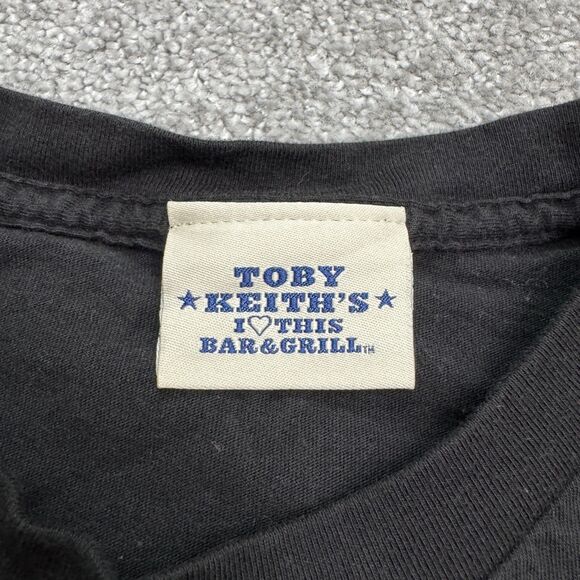 TOBY
★ KEITH'S ★
I♡THIS
BAR&GRILL™